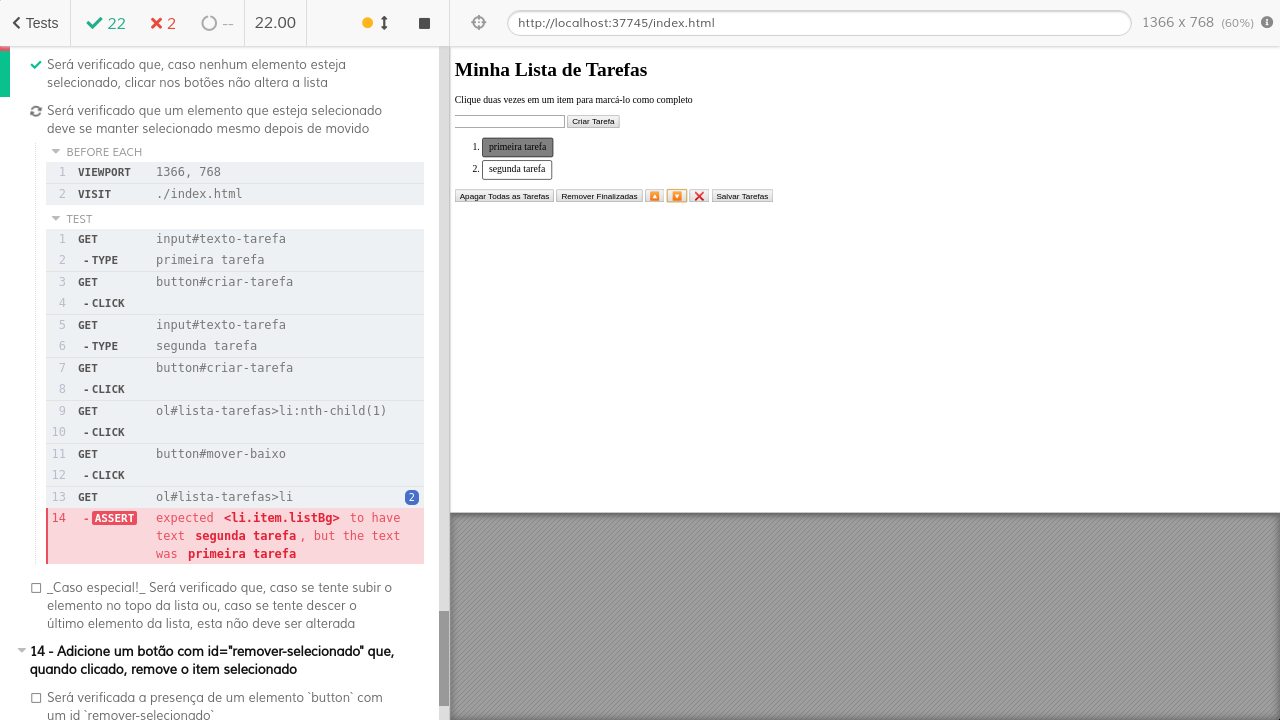 Tests
22
2
--
22.00
http://localhost:37745/index.html
1366 x 768 (60%)
Será verificado que, caso nenhum elemento esteja
selecionado, clicar nos botões não altera a lista
Será verificado que um elemento que esteja selecionado
deve se manter selecionado mesmo depois de movido
BEFORE EACH
1 VIEWPORT 1366, 768
2 VISIT ./index.html
TEST
1 GET input#texto-tarefa
2 -TYPE primeira tarefa
3 GET button#criar-tarefa
4 -CLICK
5 GET input#texto-tarefa
6 -TYPE segunda tarefa
7 GET button#criar-tarefa
8 -CLICK
9 GET ol#lista-tarefas>li:nth-child(1)
10 -CLICK
11 GET button#mover-baixo
12 -CLICK
13 GET ol#lista-tarefas>li 2
14 -ASSERT expected <li.item.listBg> to have
text segunda tarefa, but the text
was primeira tarefa
_Caso especial!_ Será verificado que, caso se tente subir o
elemento no topo da lista ou, caso se tente descer o
último elemento da lista, esta não deve ser alterada
14 - Adicione um botão com id="remover-selecionado" que,
quando clicado, remove o item selecionado
Será verificada a presença de um elemento `button` com
um id `remover-selecionado`
Minha Lista de Tarefas
Clique duas vezes em um item para marcá-lo como completo
Criar Tarefa
1. primeira tarefa
2. segunda tarefa
Apagar Todas as Tarefas Remover Finalizadas Salvar Tarefas